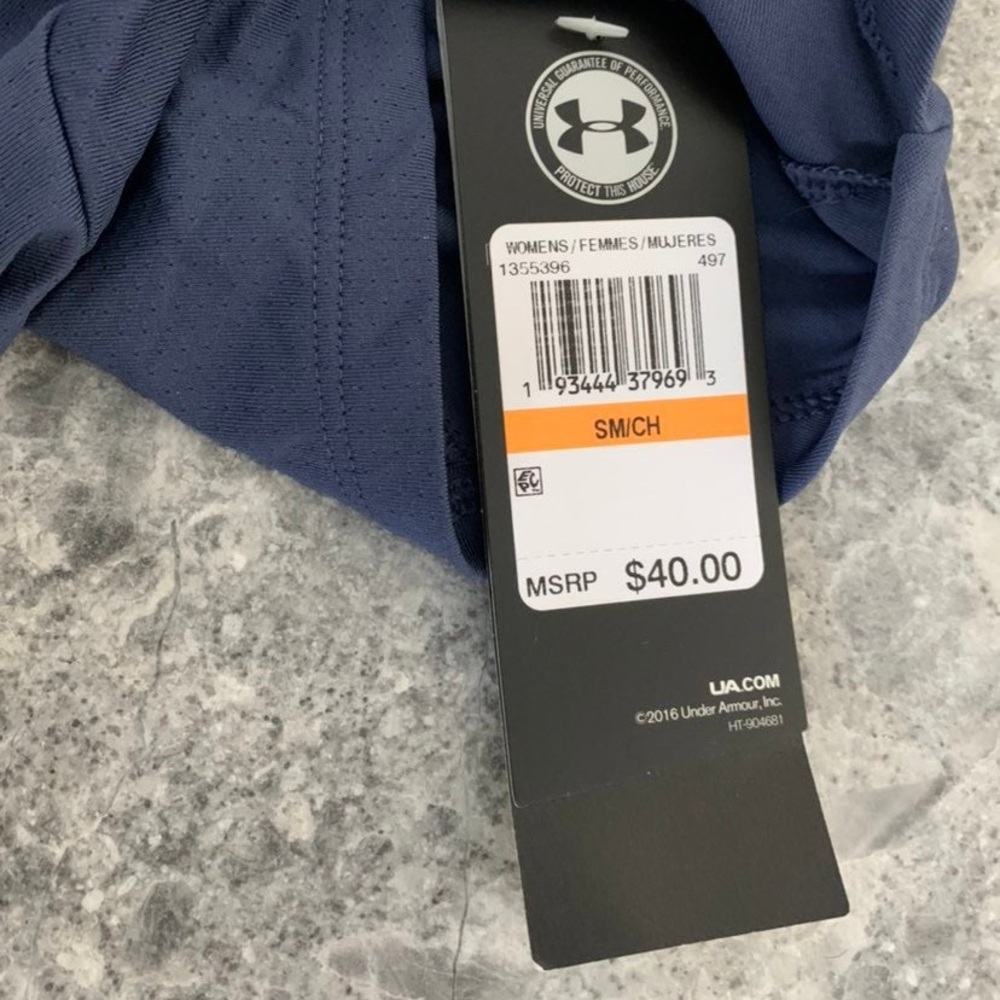 UNIVERSAL GUARANTEE OF PERFORMANCE
PROTECT THIS HOUSE
WOMENS/FEMMES/MUJERES
1355396 497
1 93444 37969 3
SM/CH
MSRP $40.00
UA.COM
©2016 Under Armour, Inc.
HT-904681